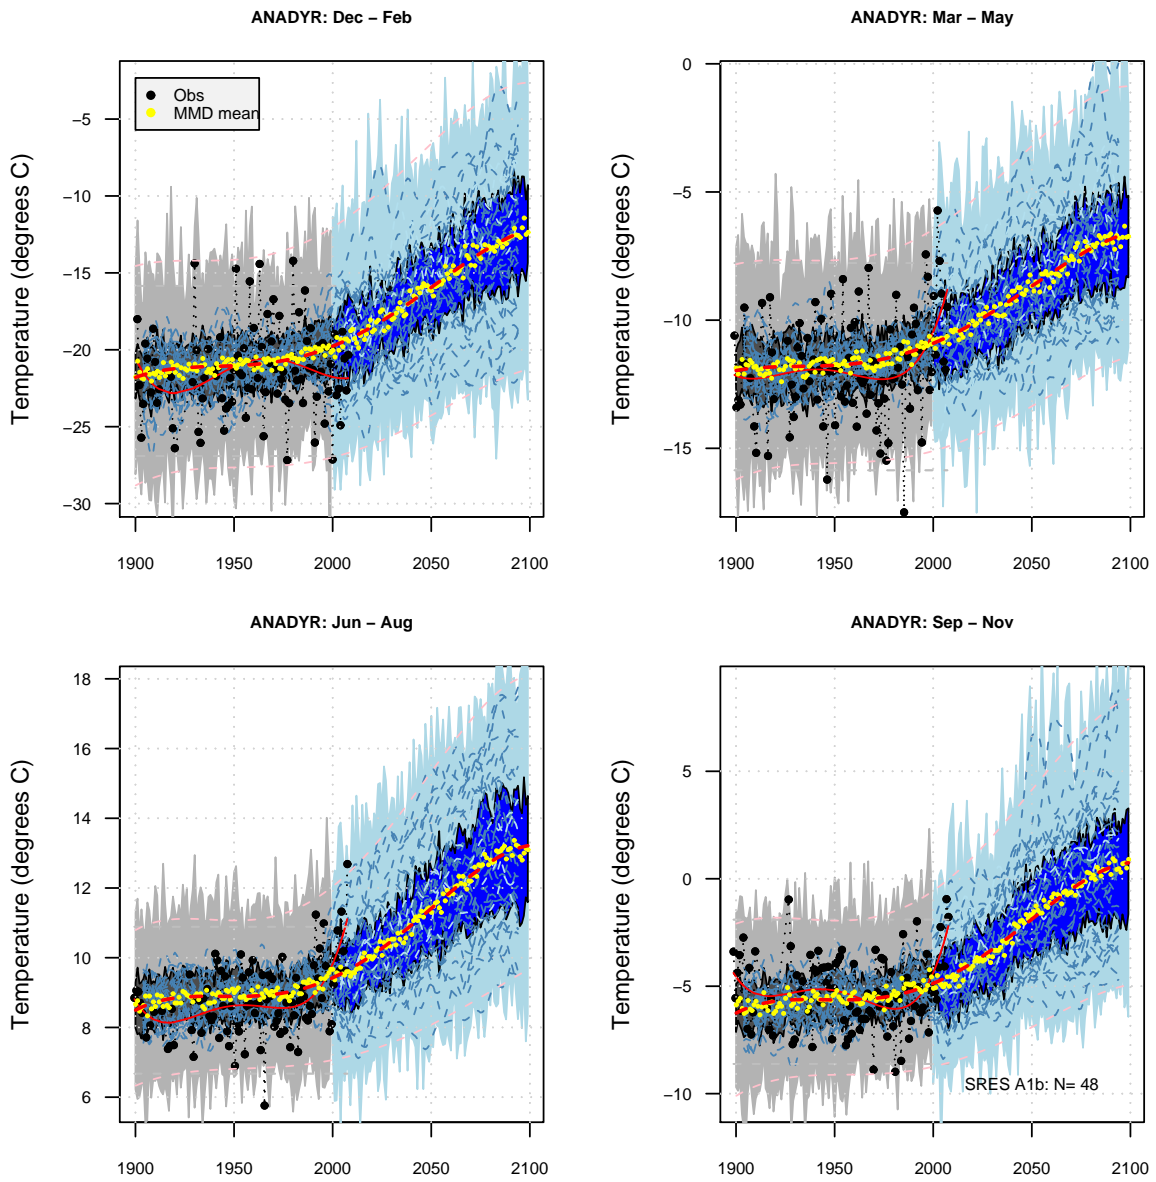 ANADYR: Dec − Feb
Obs
MMD mean
Temperature (degrees C)
−5
−10
−15
−20
−25
−30
1900 1950 2000 2050 2100
ANADYR: Mar − May
Temperature (degrees C)
0
−5
−10
−15
1900 1950 2000 2050 2100
ANADYR: Jun − Aug
Temperature (degrees C)
18
16
14
12
10
8
6
1900 1950 2000 2050 2100
ANADYR: Sep − Nov
Temperature (degrees C)
5
0
−5
−10
SRES A1b: N= 48
1900 1950 2000 2050 2100